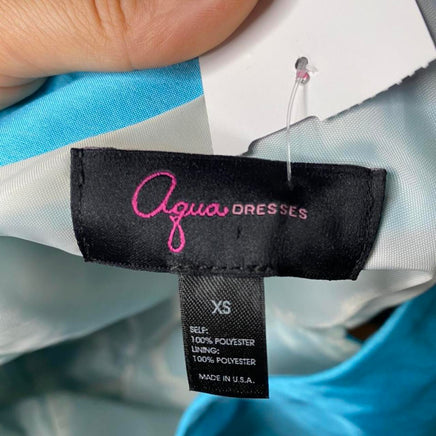 Aqua DRESSES
XS
SELF:
100% POLYESTER
LINING:
100% POLYESTER
MADE IN U.S.A.